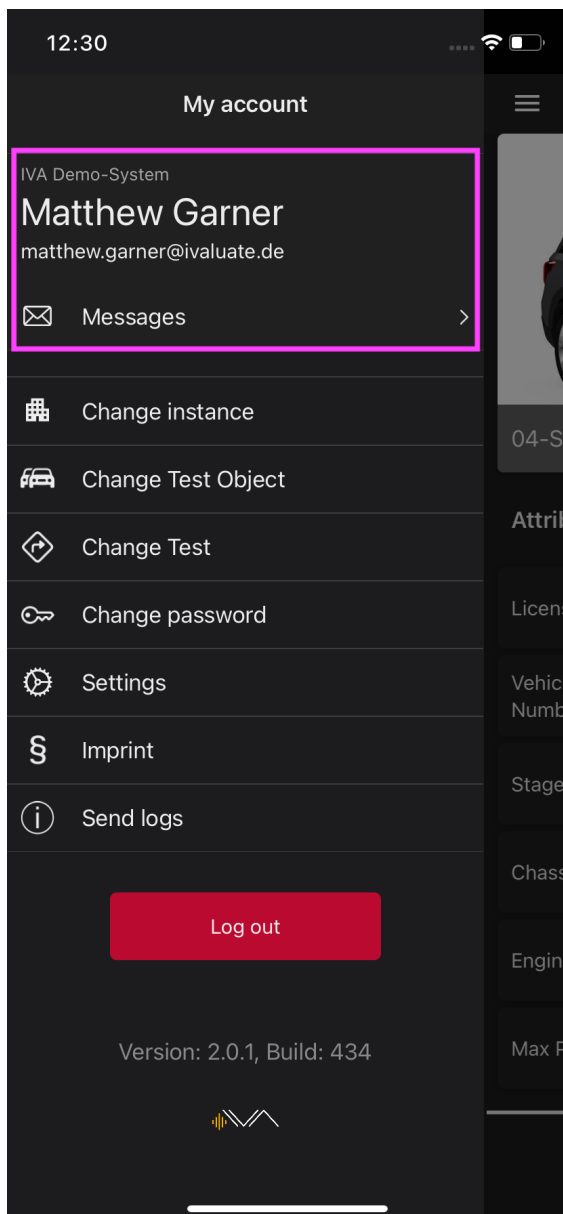 12:30
My account
IVA Demo-System
Matthew Garner
matthew.garner@ivaluate.de
Messages
Change instance
Change Test Object
Change Test
Change password
Settings
§ Imprint
Send logs
Log out
Version: 2.0.1, Build: 434
IVA
04-S
Attrib
Licens
Vehic
Numb
Stage
Chass
Engin
Max P